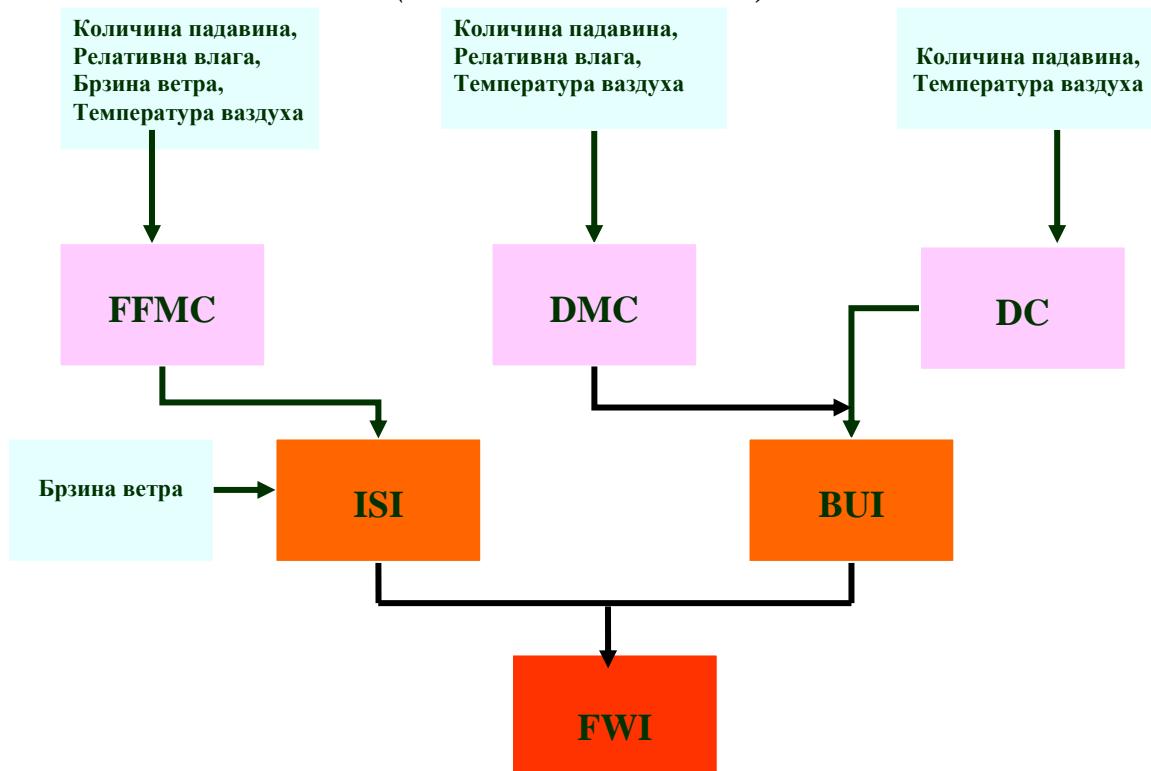 Количина падавина,
Релативна влага,
Брзина ветра,
Температура ваздуха
Количина падавина,
Релативна влага,
Температура ваздуха
Количина падавина,
Температура ваздуха
FFMC
DMC
DC
Брзина ветра
ISI
BUI
FWI